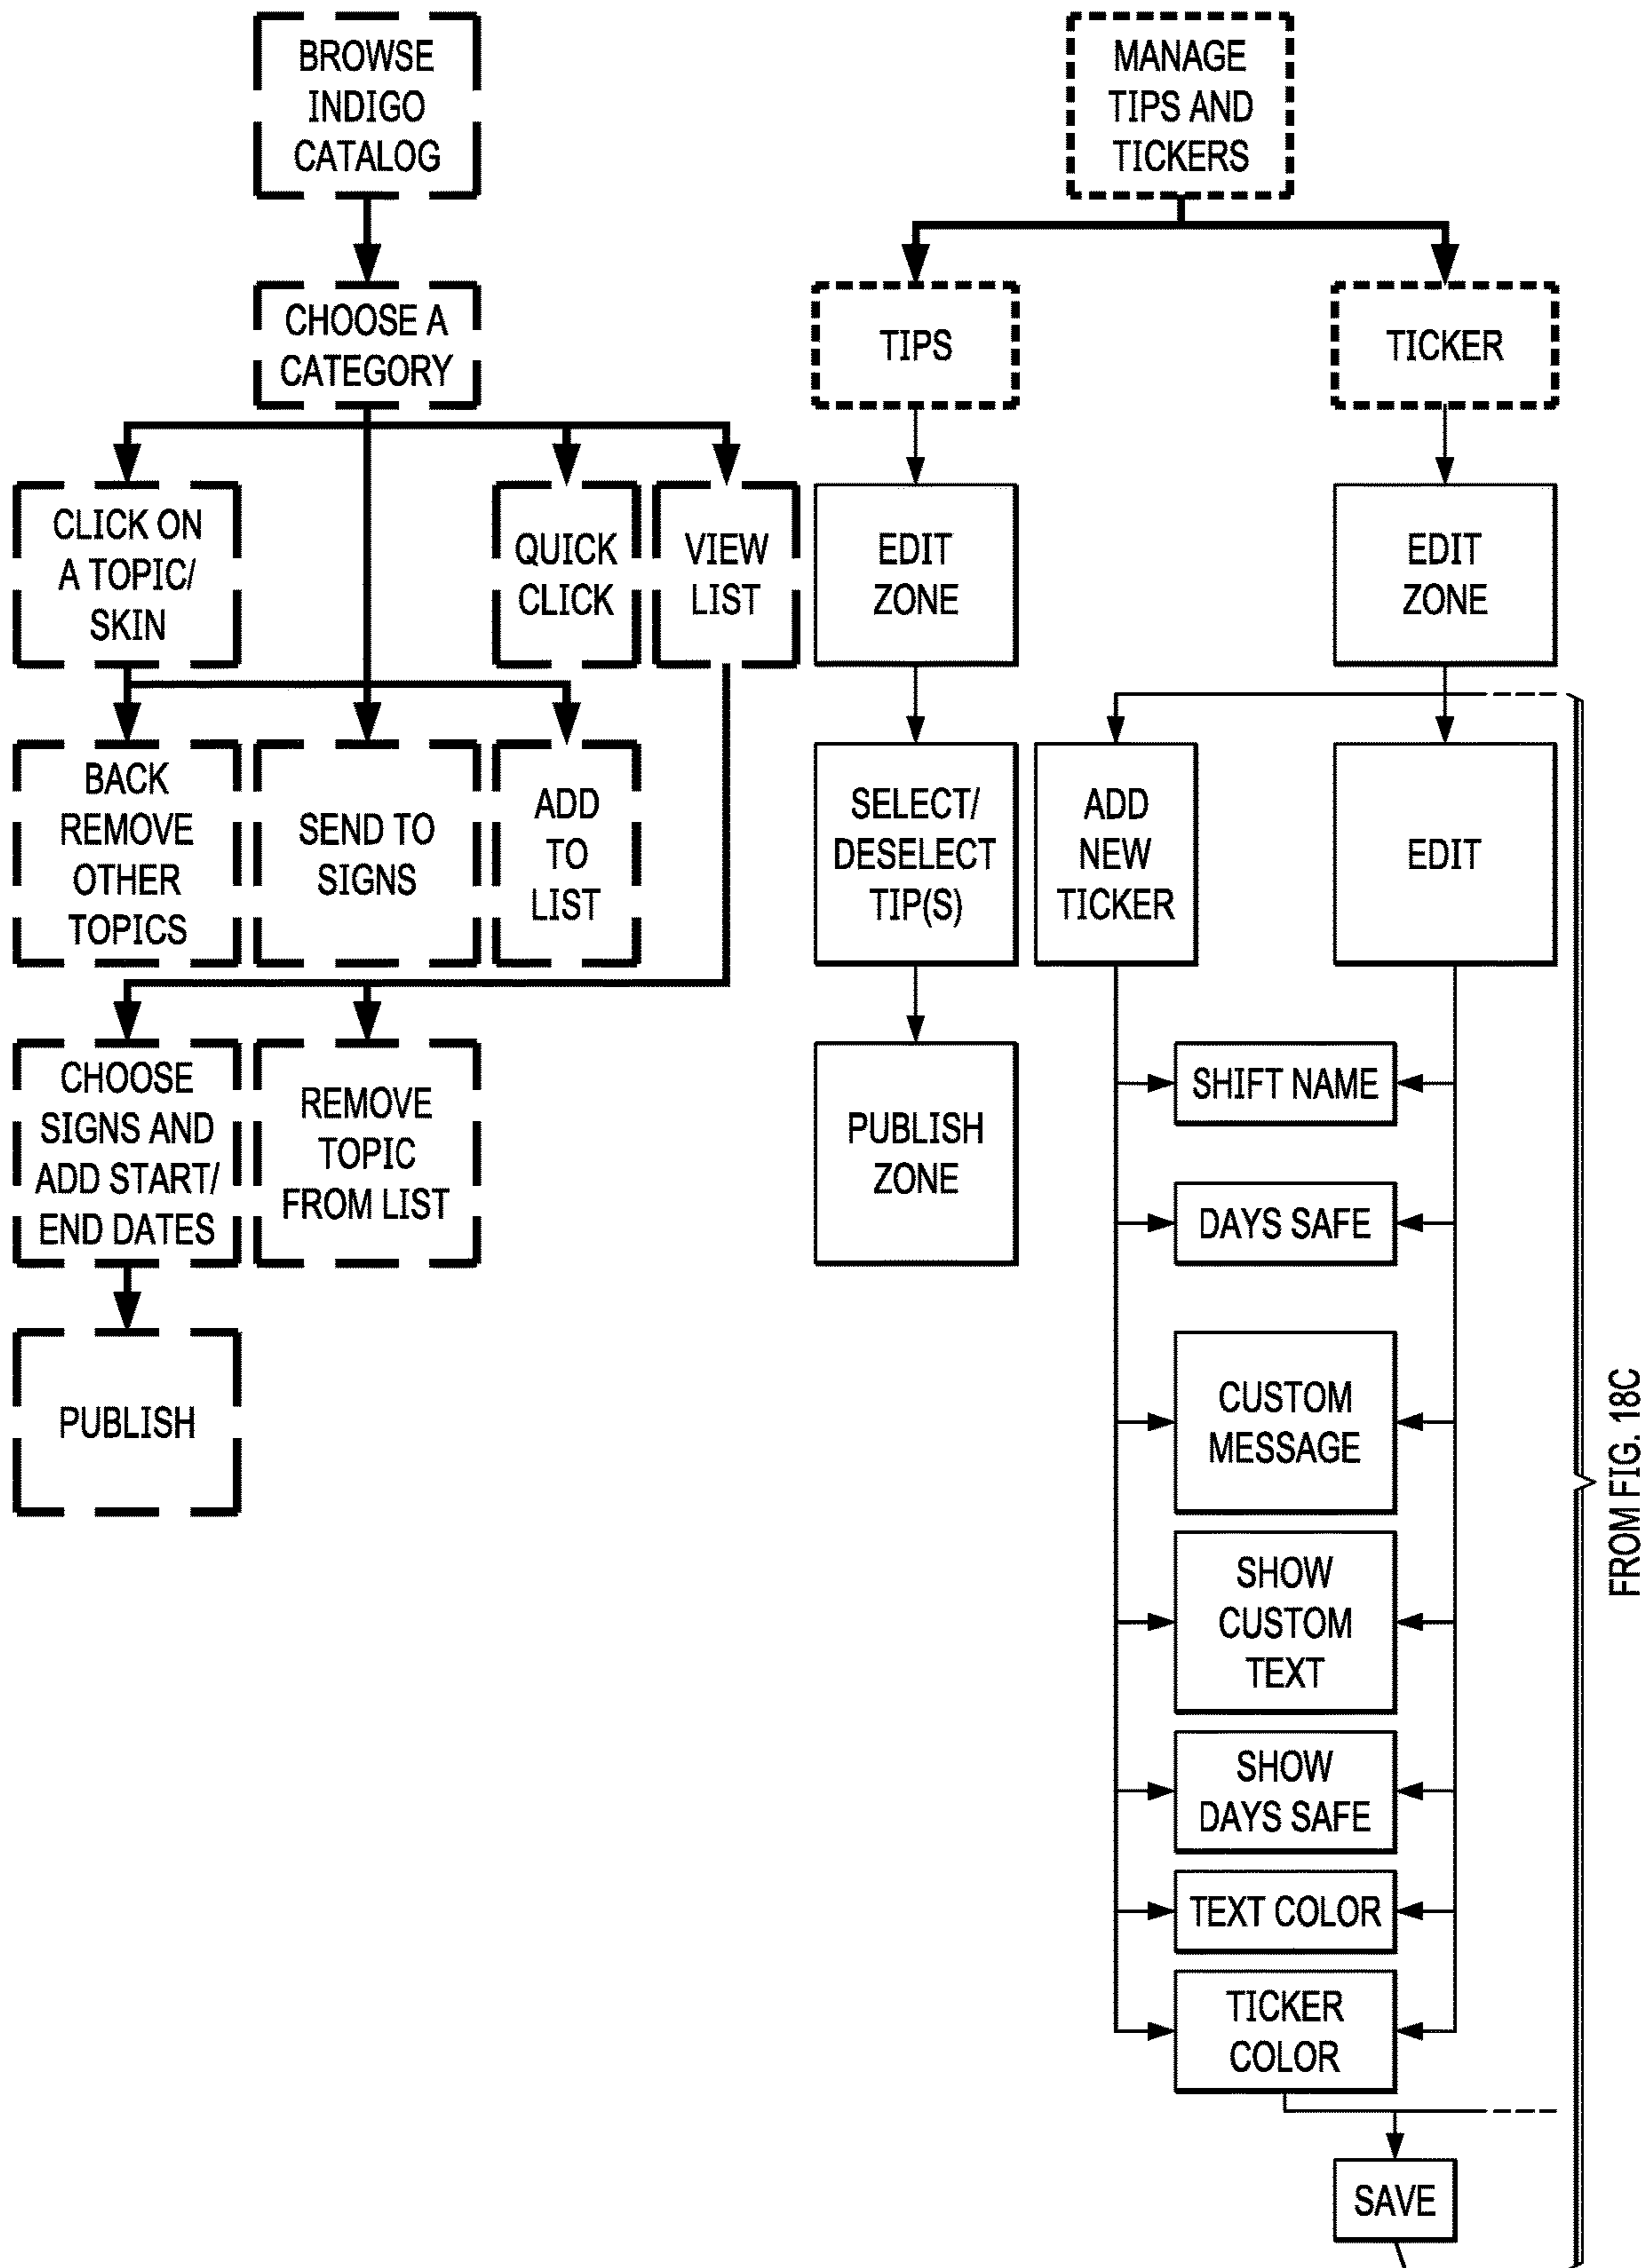 BROWSE
INDIGO
CATALOG
MANAGE
TIPS AND
TICKERS
CHOOSE A
CATEGORY
TIPS
TICKER
CLICK ON
A TOPIC/
SKIN
QUICK
CLICK
VIEW
LIST
EDIT
ZONE
EDIT
ZONE
BACK
REMOVE
OTHER
TOPICS
SEND TO
SIGNS
ADD
TO
LIST
SELECT/
DESELECT
TIP(S)
ADD
NEW
TICKER
EDIT
CHOOSE
SIGNS AND
ADD START/
END DATES
REMOVE
TOPIC
FROM LIST
PUBLISH
ZONE
SHIFT NAME
DAYS SAFE
PUBLISH
CUSTOM
MESSAGE
SHOW
CUSTOM
TEXT
SHOW
DAYS SAFE
TEXT COLOR
TICKER
COLOR
SAVE
FROM FIG. 18C